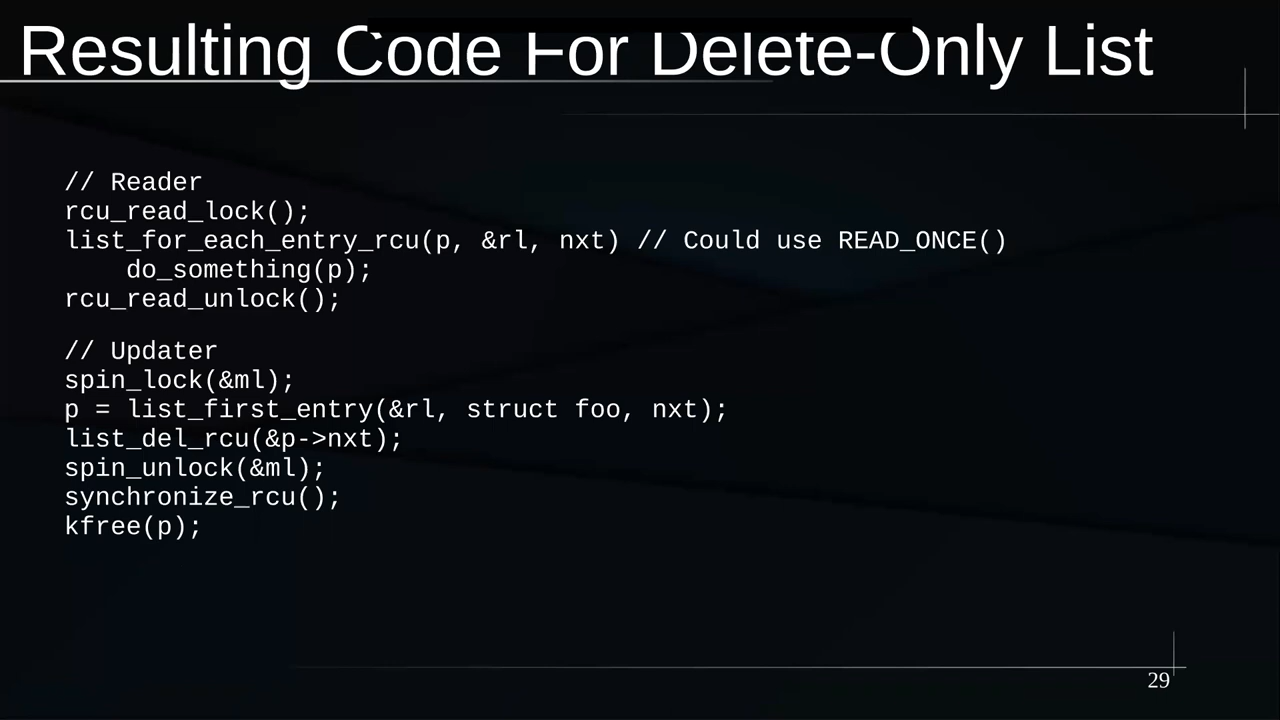 Resulting Code For Delete-Only List
// Reader
rcu_read_lock();
list_for_each_entry_rcu(p, &rl, nxt) // Could use READ_ONCE()
    do_something(p);
rcu_read_unlock();
// Updater
spin_lock(&ml);
p = list_first_entry(&rl, struct foo, nxt);
list_del_rcu(&p->nxt);
spin_unlock(&ml);
synchronize_rcu();
kfree(p);
29